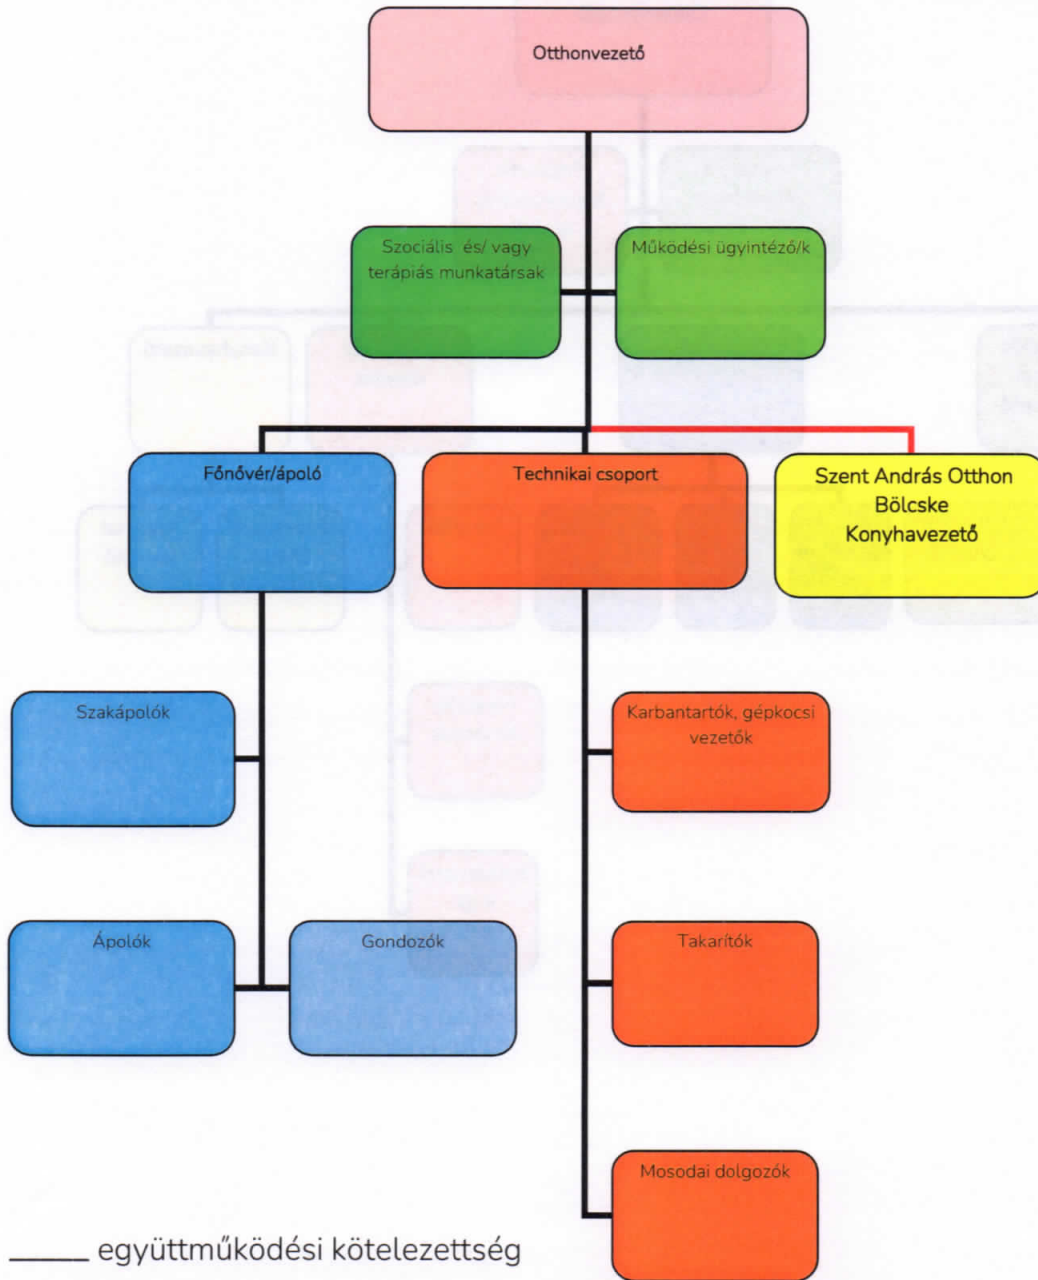 Otthonvezető
Szociális és/ vagy
terápiás munkatársak
Működési ügyintéző/k
Főnővér/ápoló
Technikai csoport
Szent András Otthon
Bölcske
Konyhavezető
Szakápolók
Karbantartók, gépkocsi
vezetők
Ápolók
Gondozók
Takarítók
Mosodai dolgozók
_____ együttműködési kötelezettség